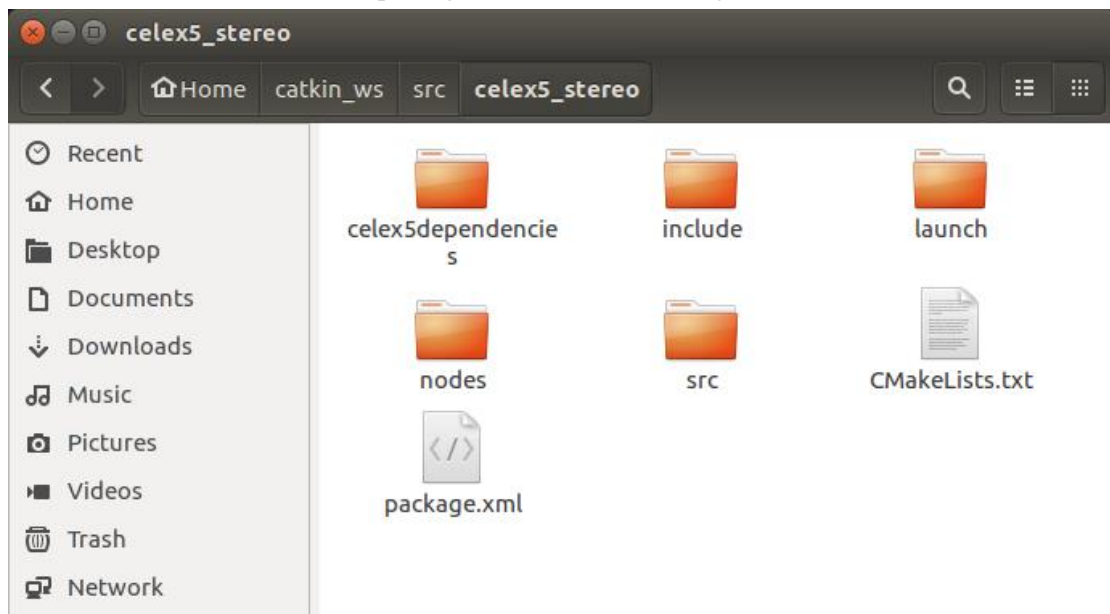 celex5_stereo
Home catkin_ws src celex5_stereo
Recent
Home
Desktop
Documents
Downloads
Music
Pictures
Videos
Trash
Network
celex5dependencie
s
include
launch
nodes
src
CMakeLists.txt
package.xml